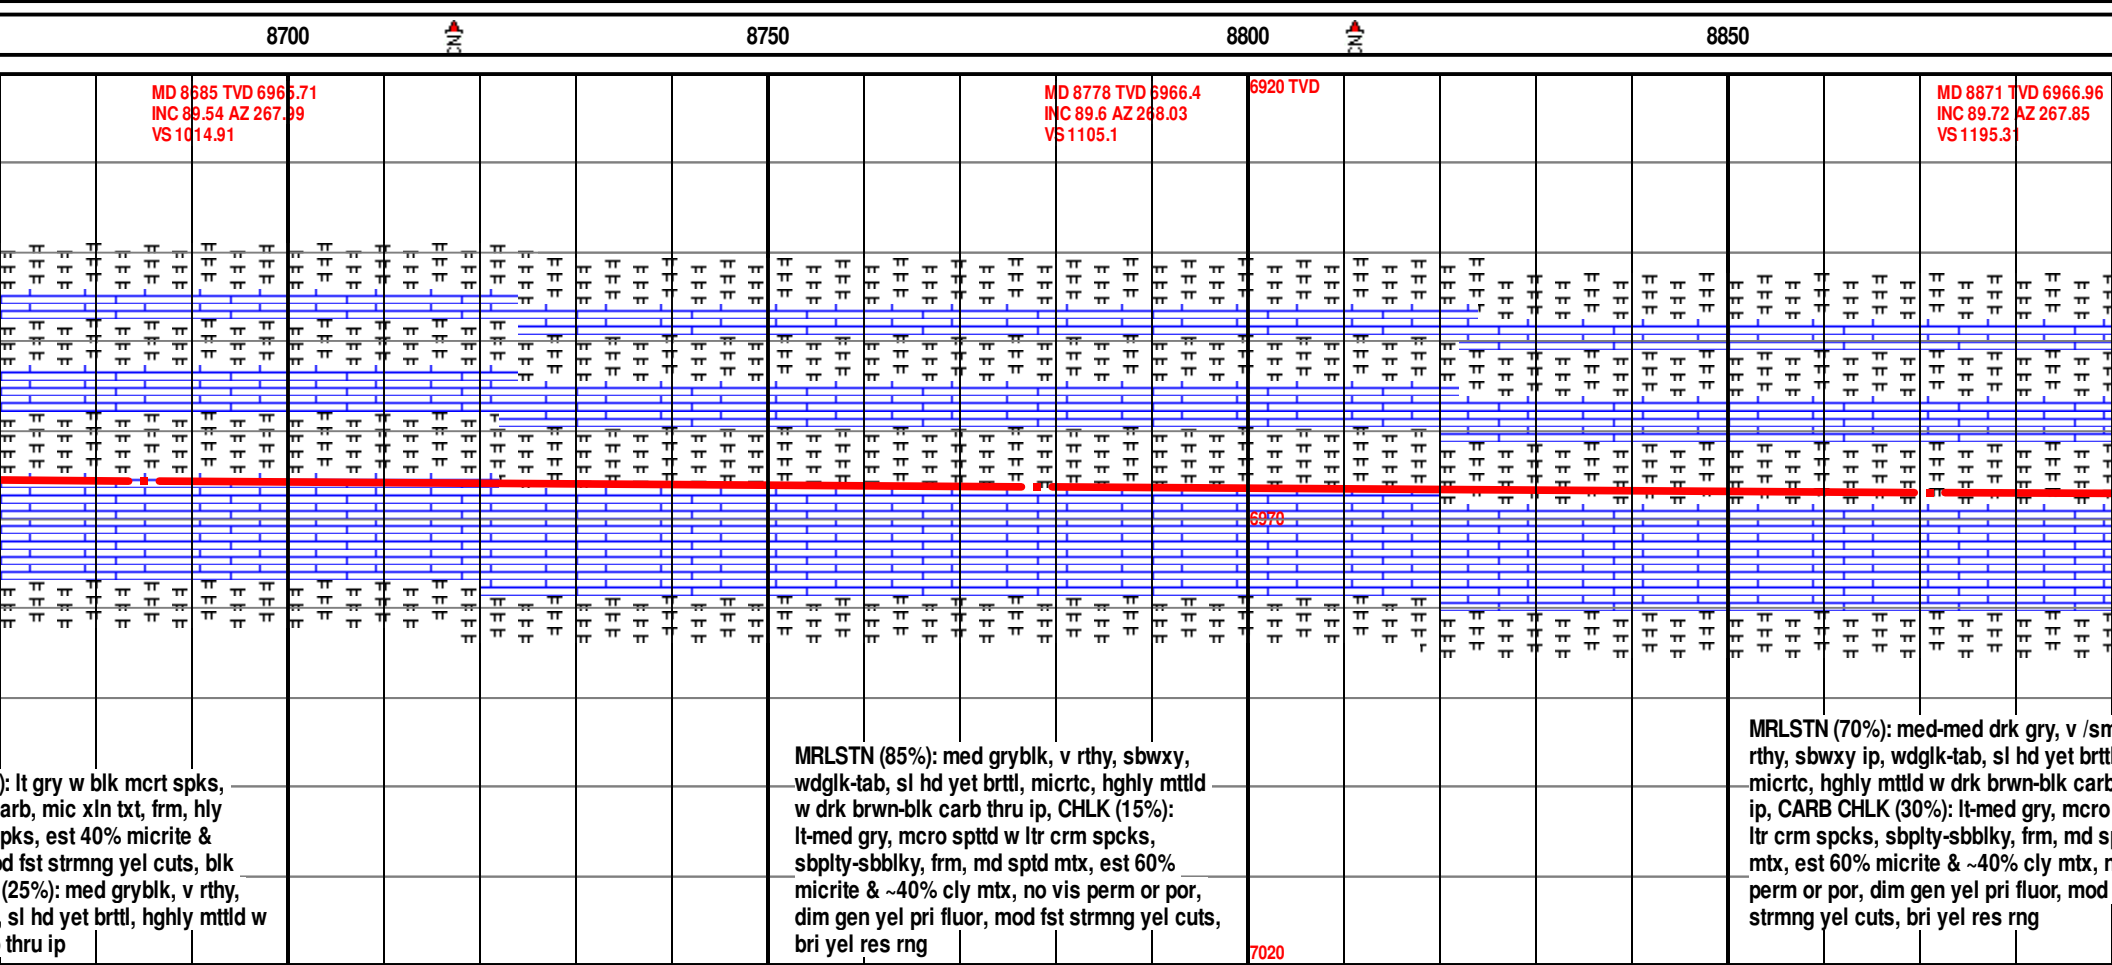 8700
CN
8750
8800
CN
8850
MD 8685 TVD 6965.71
INC 89.54 AZ 267.99
VS 1014.91
MD 8778 TVD 6966.4
INC 89.6 AZ 268.03
VS 1105.1
6920 TVD
MD 8871 TVD 6966.96
INC 89.72 AZ 267.85
VS 1195.31
6970
): lt gry w blk mcrt spks,
arb, mic xln txt, frm, hly
pks, est 40% micrite &
d fst strmng yel cuts, blk
(25%): med gryblk, v rthy,
, sl hd yet brttl, hghly mttld w
thru ip
MRLSTN (85%): med gryblk, v rthy, sbwxy,
wdglk-tab, sl hd yet brttl, micrtc, hghly mttld
w drk brwn-blk carb thru ip, CHLK (15%):
lt-med gry, mcro spttd w ltr crm spcks,
sbplty-sbblky, frm, md sptd mtx, est 60%
micrite & ~40% cly mtx, no vis perm or por,
dim gen yel pri fluor, mod fst strmng yel cuts,
bri yel res rng
7020
MRLSTN (70%): med-med drk gry, v /sm
rthy, sbwxy ip, wdglk-tab, sl hd yet brttl
micrtc, hghly mttld w drk brwn-blk carb
ip, CARB CHLK (30%): lt-med gry, mcro
ltr crm spcks, sbplty-sbblky, frm, md sp
mtx, est 60% micrite & ~40% cly mtx, n
perm or por, dim gen yel pri fluor, mod
strmng yel cuts, bri yel res rng